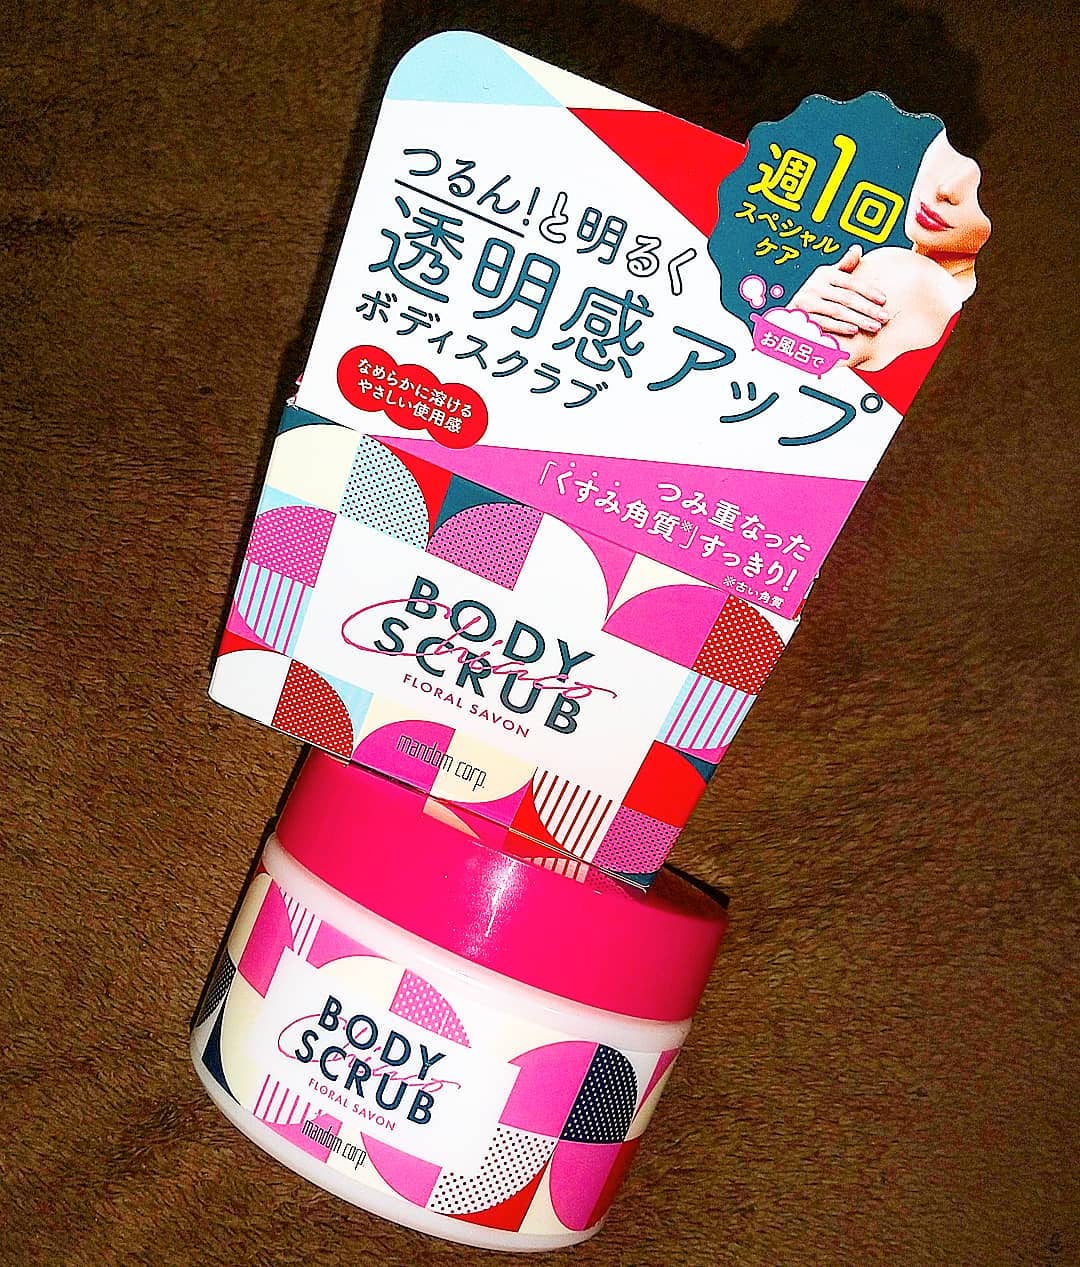 つるん！と明るく
透明感アップ
ボディスクラブ
なめらかに溶ける
やさしい使用感
週1回
スペシャル
ケア
お風呂で
つみ重なった
「くすみ角質※」すっきり！
※古い角質
BODY
SCRUB
Chicaco
FLORAL SAVON
mandom corp.
BODY
SCRUB
Chicaco
FLORAL SAVON
mandom corp.